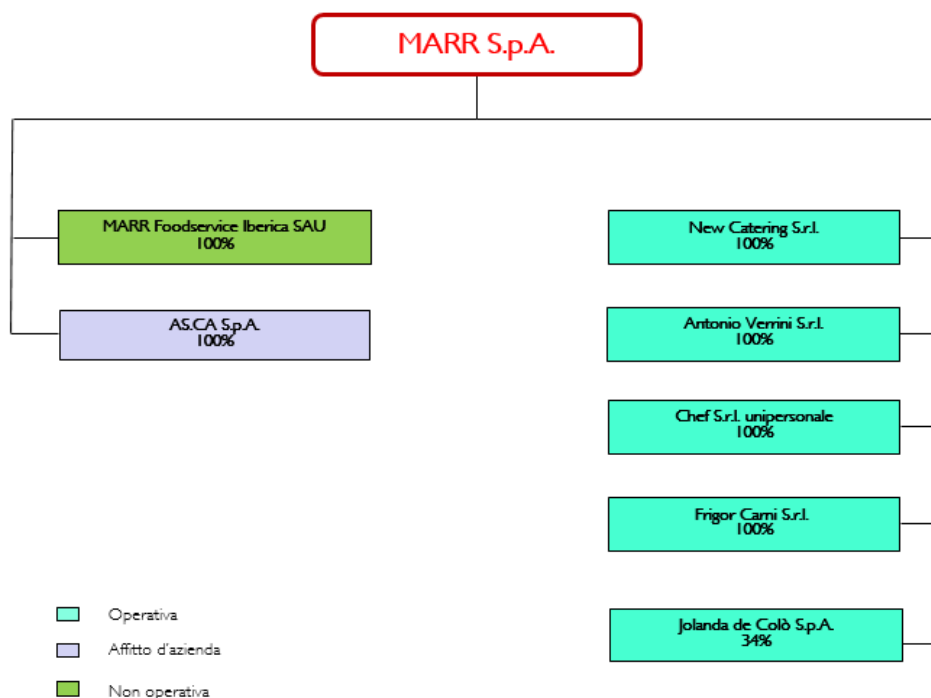 MARR S.p.A.
MARR Foodservice Iberica SAU
100%
AS.CA S.p.A.
100%
New Catering S.r.l.
100%
Antonio Verrini S.r.l.
100%
Chef S.r.l. unipersonale
100%
Frigor Carni S.r.l.
100%
Jolanda de Colò S.p.A.
34%
Operativa
Affitto d'azienda
Non operativa